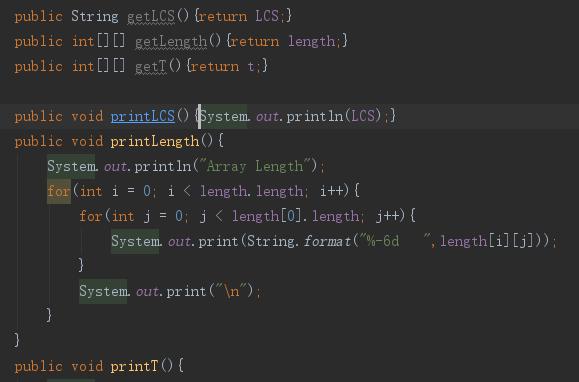 public String getLCS(){return LCS;}
public int[][] getLength(){return length;}
public int[][] getT(){return t;}
public void printLCS(){System.out.println(LCS);}
public void printLength(){
System.out.println("Array Length");
for(int i = 0; i < length.length; i++){
for(int j = 0; j < length[0].length; j++){
System.out.print(String.format("%-6d   ",length[i][j]));
}
System.out.print("\n");
}
}
public void printT(){